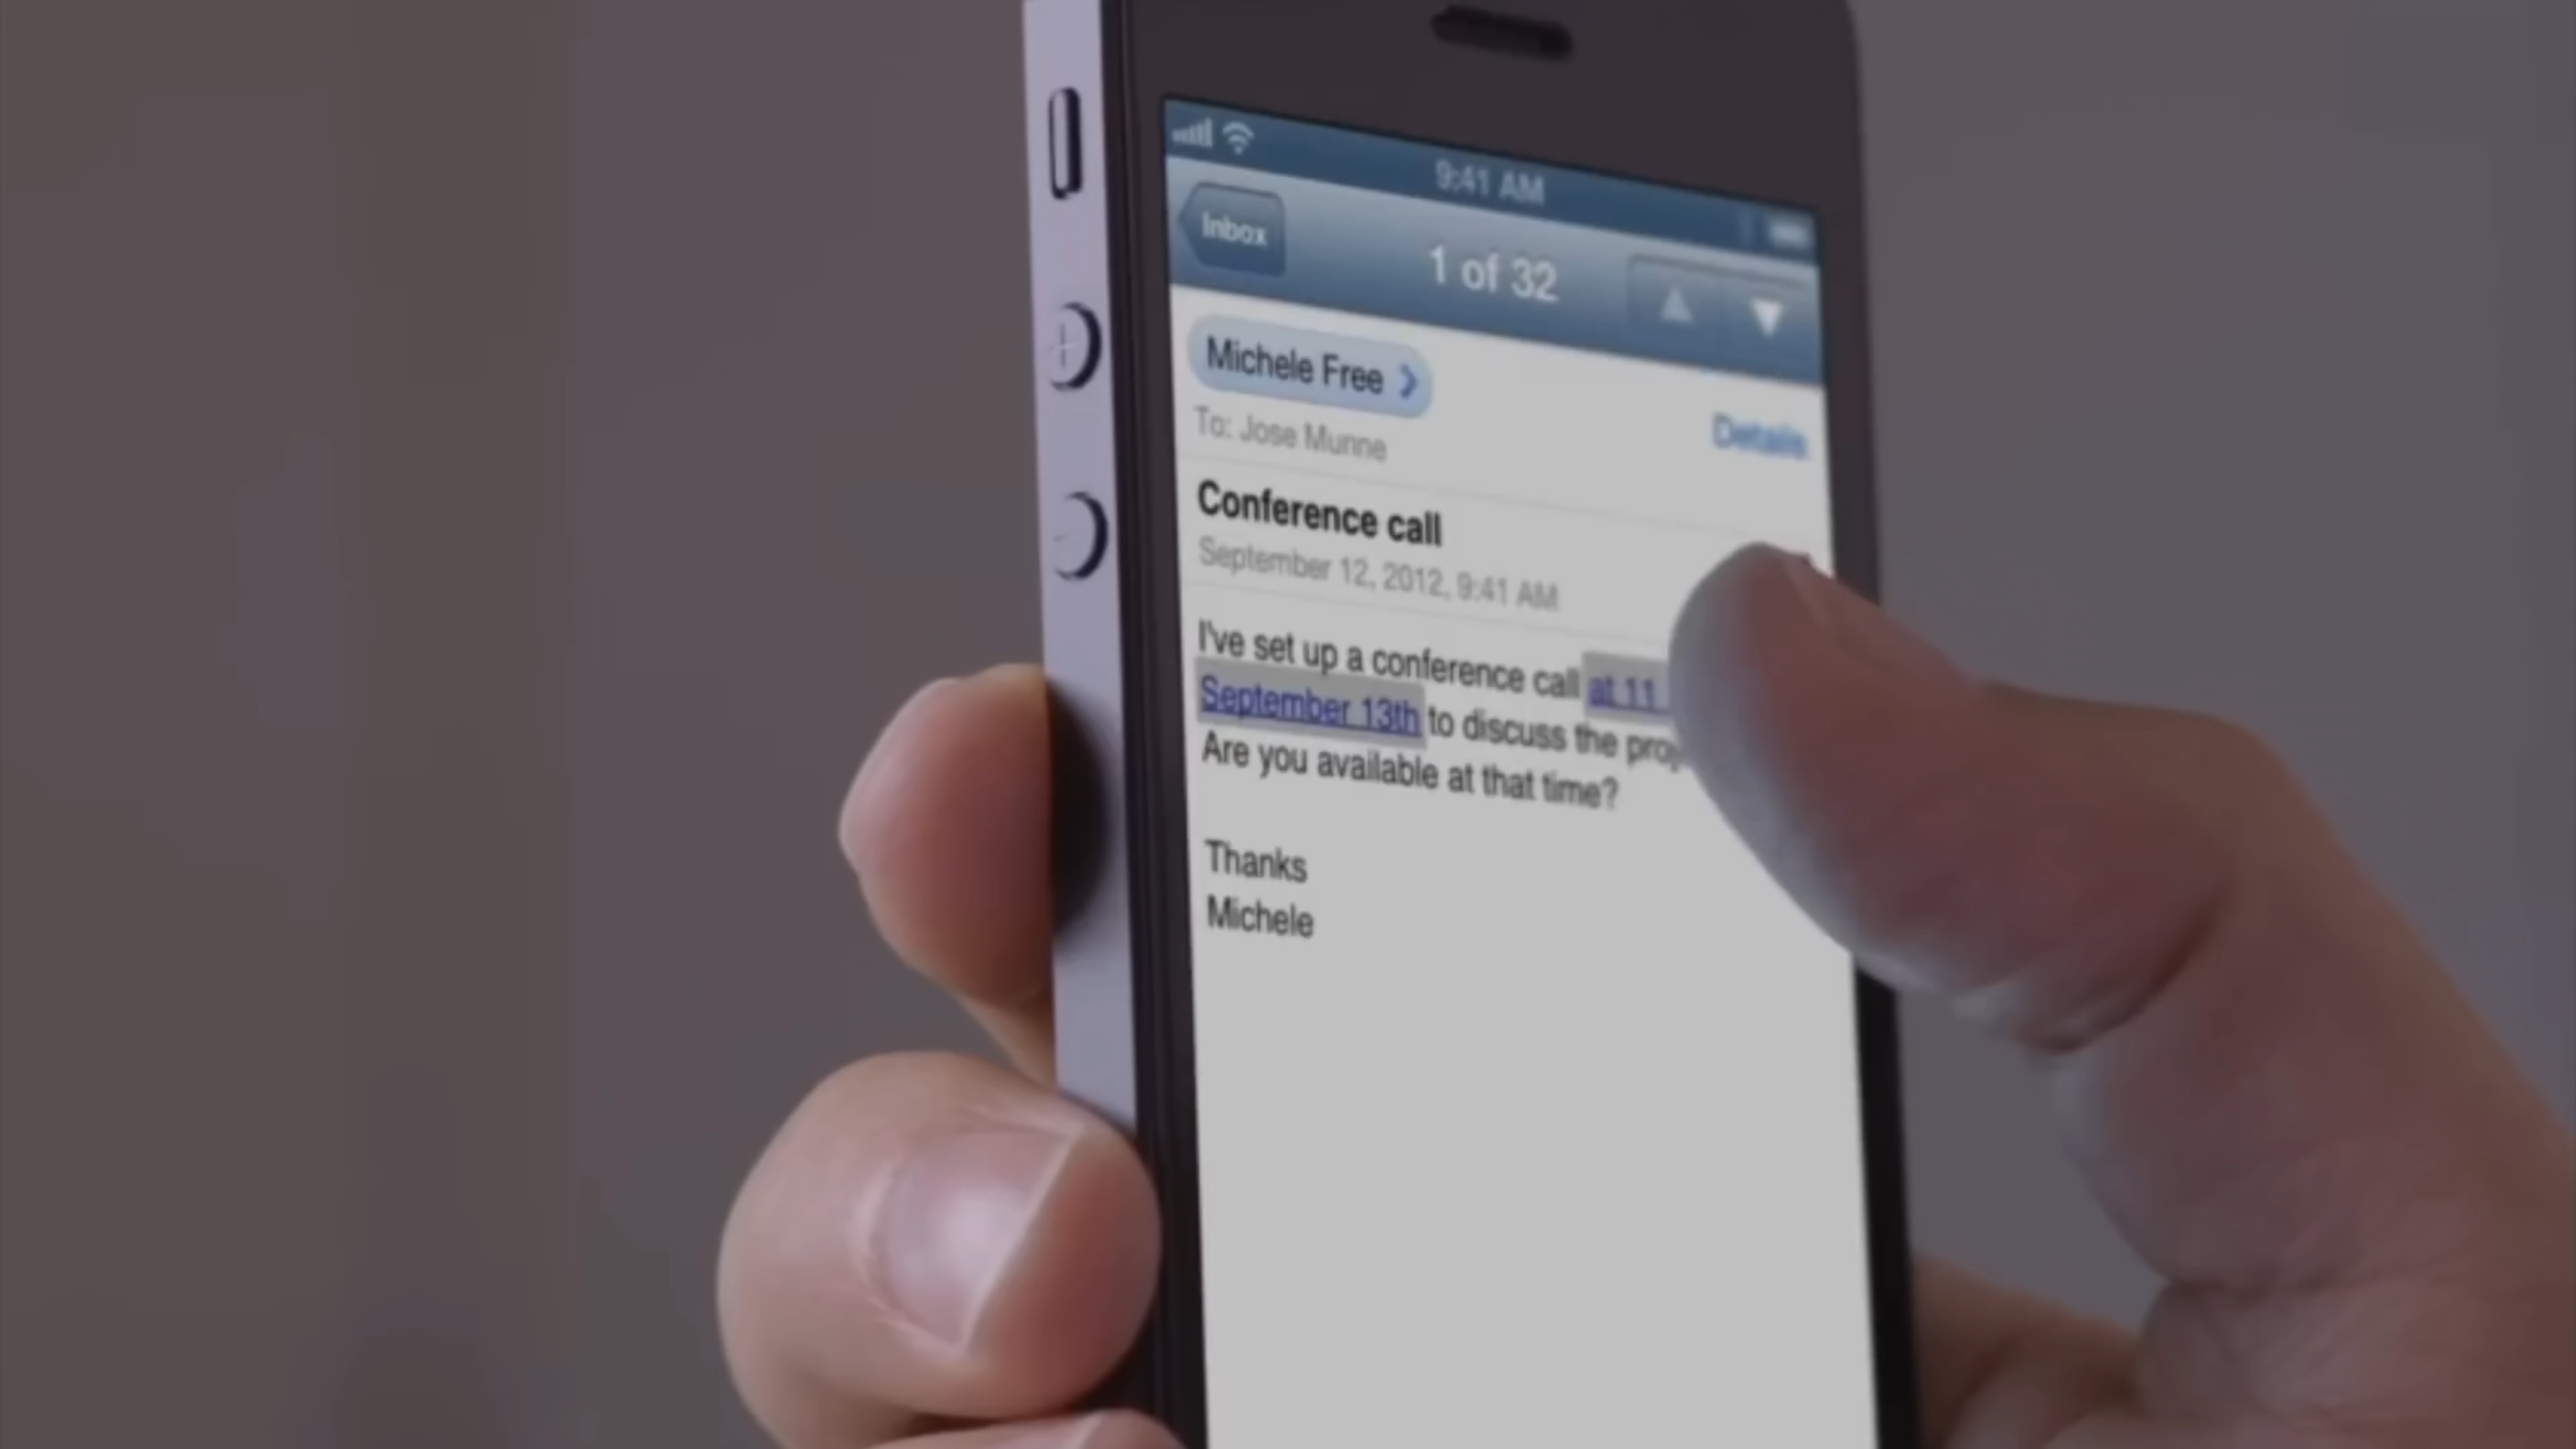 9:41 AM
Inbox
1 of 32
Michele Free
To: Jose Munne
Details
Conference call
September 12, 2012, 9:41 AM
I've set up a conference call at 11
September 13th to discuss the
Are you available at that time?
Thanks
Michele